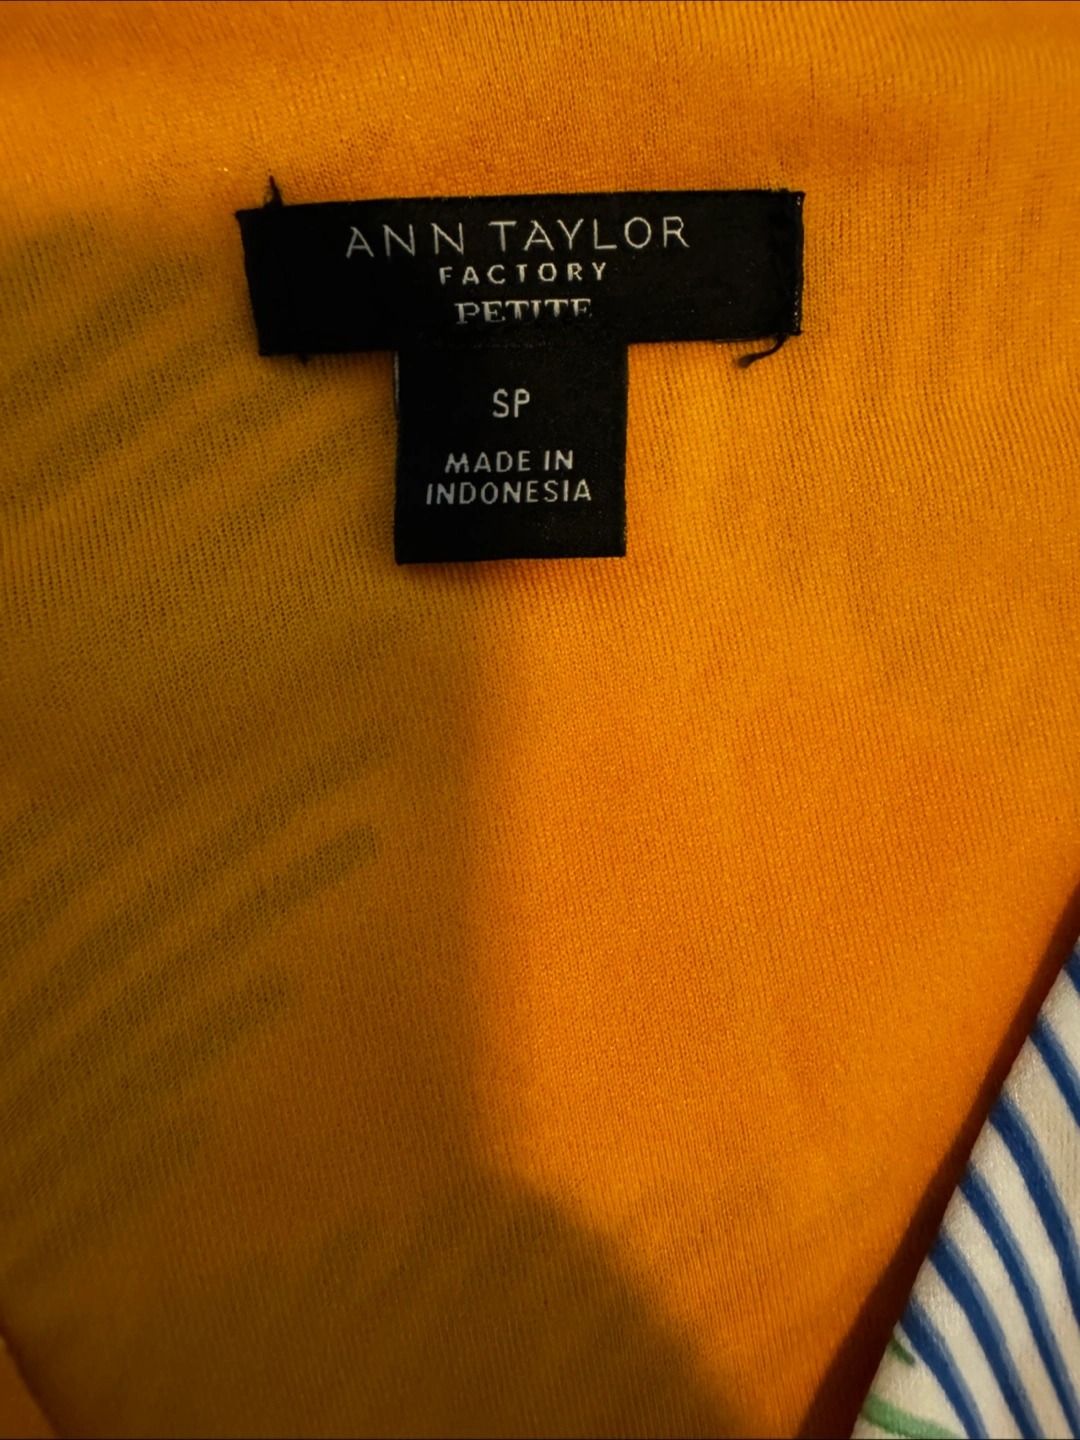 ANN TAYLOR
FACTORY
PETITE
SP
MADE IN
INDONESIA